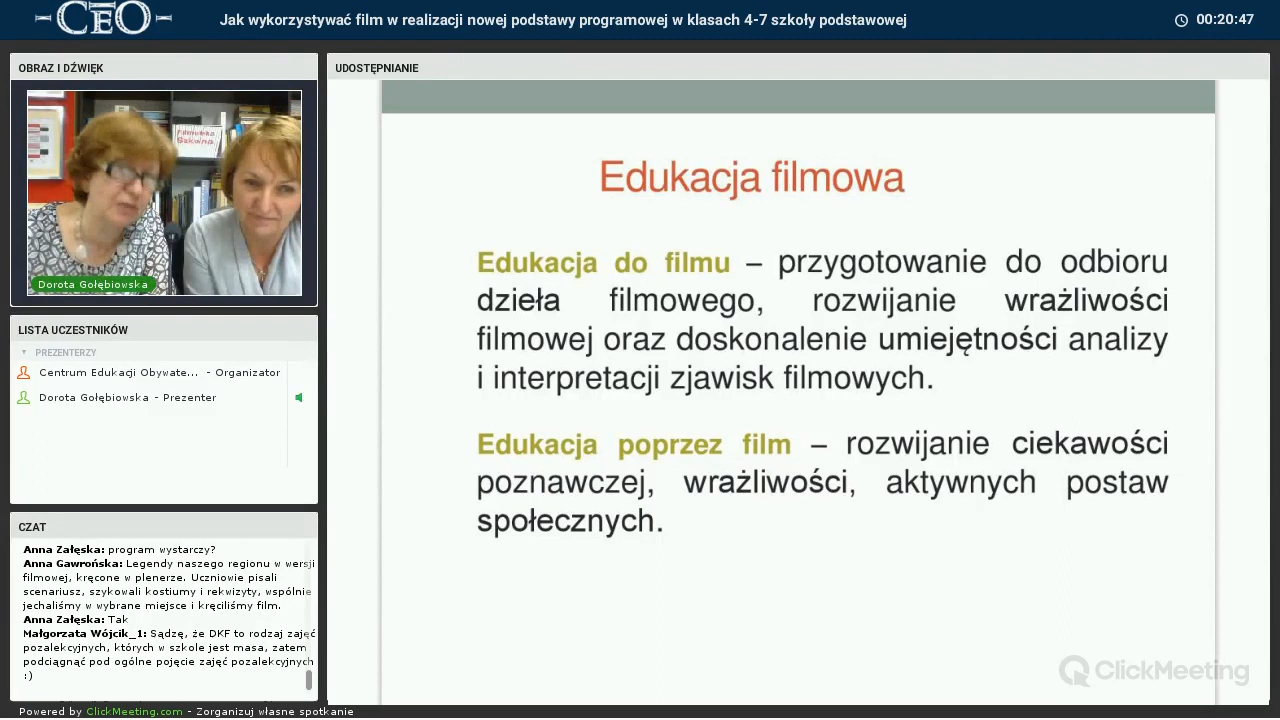 CEO
Jak wykorzystywać film w realizacji nowej podstawy programowej w klasach 4-7 szkoły podstawowej
00:20:47
OBRAZ I DŹWIĘK
Filmoteka
Szkolna
Dorota Gołębiowska
LISTA UCZESTNIKÓW
PREZENTERZY
Centrum Edukacji Obywate... - Organizator
Dorota Gołębiowska - Prezenter
CZAT
Anna Załęska: program wystarczy?
Anna Gawrońska: Legendy naszego regionu w wersji
filmowej, kręcone w plenerze. Uczniowie pisali
scenariusz, szykowali kostiumy i rekwizyty, wspólnie
jechaliśmy w wybrane miejsce i kręciliśmy film.
Anna Załęska: Tak
Małgorzata Wójcik_1: Sądzę, że DKF to rodzaj zajęć
pozalekcyjnych, których w szkole jest masa, zatem
podciągnąć pod ogólne pojęcie zajęć pozalekcyjnych
:)
UDOSTĘPNIANIE
Edukacja filmowa
Edukacja do filmu – przygotowanie do odbioru
dzieła filmowego, rozwijanie wrażliwości
filmowej oraz doskonalenie umiejętności analizy
i interpretacji zjawisk filmowych.
Edukacja poprzez film – rozwijanie ciekawości
poznawczej, wrażliwości, aktywnych postaw
społecznych.
ClickMeeting
Powered by ClickMeeting.com - Zorganizuj własne spotkanie